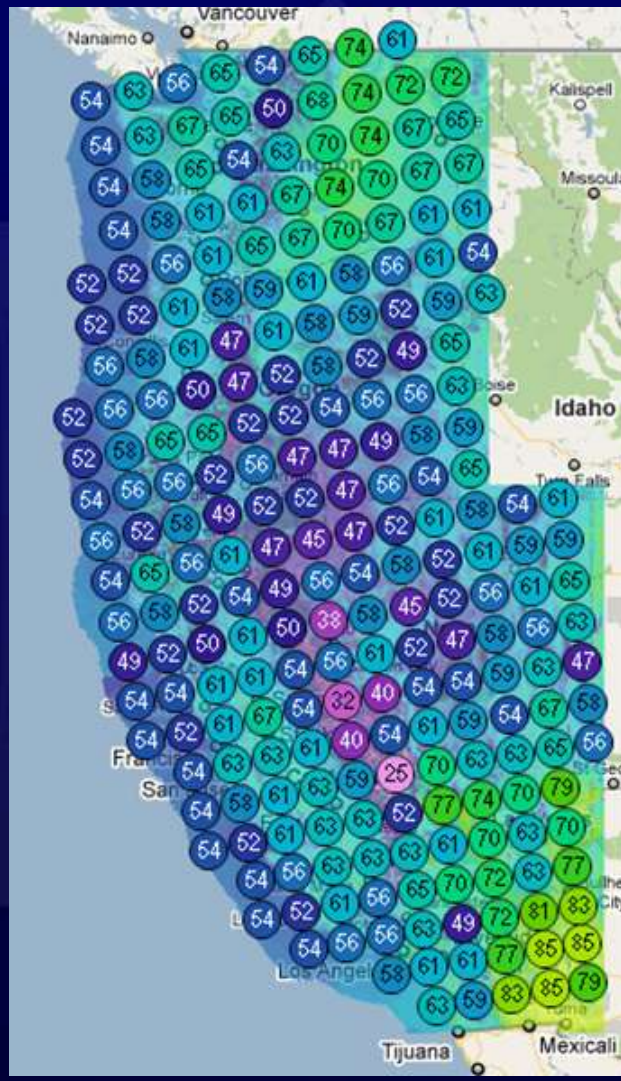 Vancouver
Nanaimo
54 63 56 65 54 65 74 61
Kalispell
54 63 67 65 50 68 74 72 72
54 58 65 54 63 70 74 67 65
Missoula
54 58 61 61 67 74 70 67 67
52 52 56 61 65 67 70 67 61 61
52 52 61 58 59 61 58 56 61 54
56 58 61 47 61 58 59 52 59 63
52 56 56 50 47 52 58 52 49 65
Boise
Idaho
52 58 65 65 52 52 54 56 56 63
54 56 56 52 56 47 47 49 58 59
Twin Falls
56 52 58 49 52 52 47 56 54 65
54 65 56 61 47 45 47 52 61 58 54 61
56 58 52 54 49 56 54 58 52 61 59 59
49 52 50 61 50 38 58 45 52 56 61 65
54 54 61 61 54 56 61 52 47 58 56 63
54 52 61 67 54 32 40 54 54 59 63 47
54 63 63 61 40 54 61 59 54 67 58
54 58 61 63 59 25 70 63 63 65 56
54 52 61 63 63 52 77 74 70 79
54 56 63 63 63 61 70 63 70
54 52 61 56 65 70 72 63 77
City
54 56 56 63 49 72 81 83
Los Angel
58 61 61 77 85 85
63 59 83 85 79
Yuma
Tijuana
Mexicali